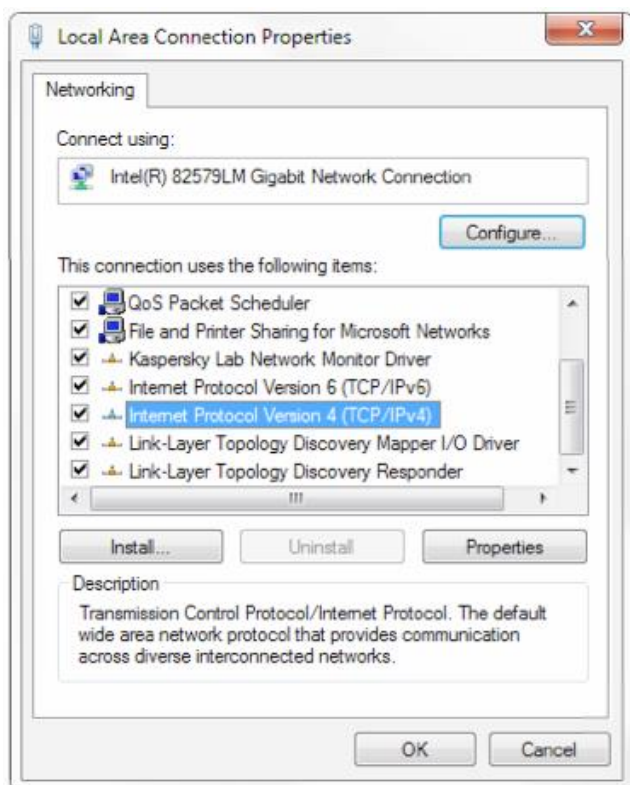 Local Area Connection Properties
Networking
Connect using:
Intel(R) 82579LM Gigabit Network Connection
Configure...
This connection uses the following items:
QoS Packet Scheduler
File and Printer Sharing for Microsoft Networks
Kaspersky Lab Network Monitor Driver
Internet Protocol Version 6 (TCP/IPv6)
Internet Protocol Version 4 (TCP/IPv4)
Link-Layer Topology Discovery Mapper I/O Driver
Link-Layer Topology Discovery Responder
Install...
Uninstall
Properties
Description
Transmission Control Protocol/Internet Protocol. The default
wide area network protocol that provides communication
across diverse interconnected networks.
OK
Cancel